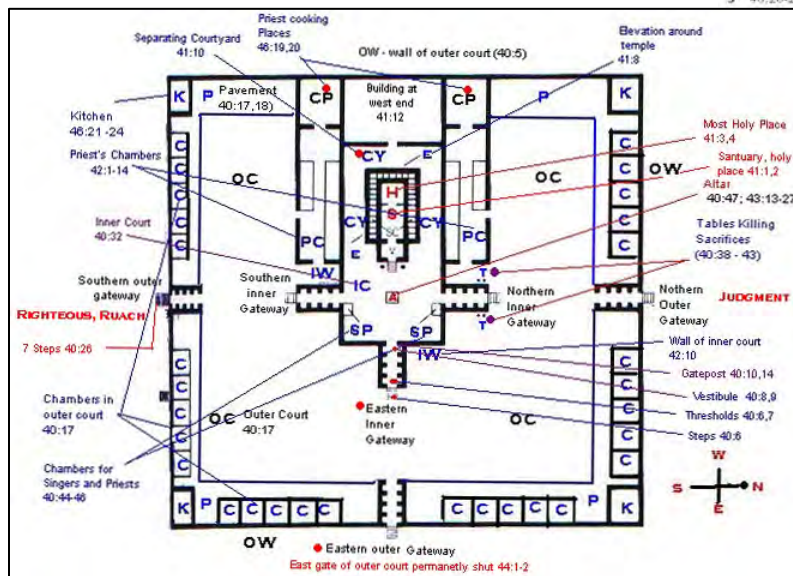 Priest cooking
Places
46:19,20
Separating Courtyard
41:10
OW - wall of outer court (40:5)
Elevation around
temple
41:8
K
P
Pavement
40:17,18)
CP
Building at
west end
41:12
CP
P
K
Kitchen
46:21 -24
Most Holy Place
41:3,4
CY
E
Priest's Chambers
42:1-14
Santuary, holy
place 41:1,2
OW
C
C
C
C
C
OC
H
S
CY
CY
SC
V
E
OC
C
C
C
C
C
Altar
40:47; 43:13-27
Inner Court
40:32
PC
PC
Tables Killing
Sacrifices
(40:38 - 43)
IW
IC
T
Southern outer
gateway
Southern
inner
Gateway
A
Northern
Inner
Gateway
Nothern
Outer
Gateway
JUDGMENT
RIGHTEOUS, RUACH
T
SP
SP
7 Steps 40:26
IW
Wall of inner court
42:10
Gatepost 40:10,14
Vestibule 40:8,9
Chambers
in outer court
40:17
C
C
C
C
C
OC
Outer Court
40:17
Eastern
Inner
Gateway
OC
C
C
C
C
C
Thresholds 40:6,7
Steps 40:6
Chambers for
Singers and Priests
40:44-46
W
S
N
E
K
P
C
C
C
C
C
C
C
C
C
C
P
K
OW
Eastern outer Gateway
East gate of outer court permanetly shut 44:1-2